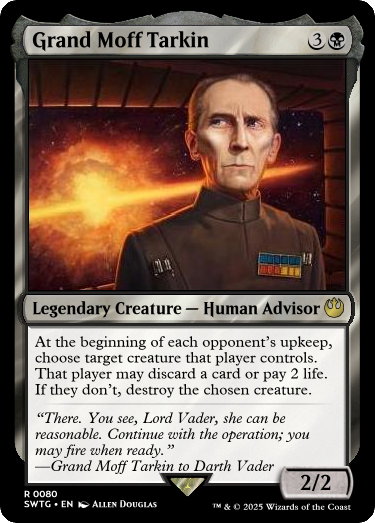 Grand Moff Tarkin 3
Legendary Creature — Human Advisor
At the beginning of each opponent's upkeep,
choose target creature that player controls.
That player may discard a card or pay 2 life.
If they don't, destroy the chosen creature.
“There. You see, Lord Vader, she can be
reasonable. Continue with the operation; you
may fire when ready.”
—Grand Moff Tarkin to Darth Vader
2/2
R 0080
SWTG • EN Allen Douglas
™ & © 2025 Wizards of the Coast